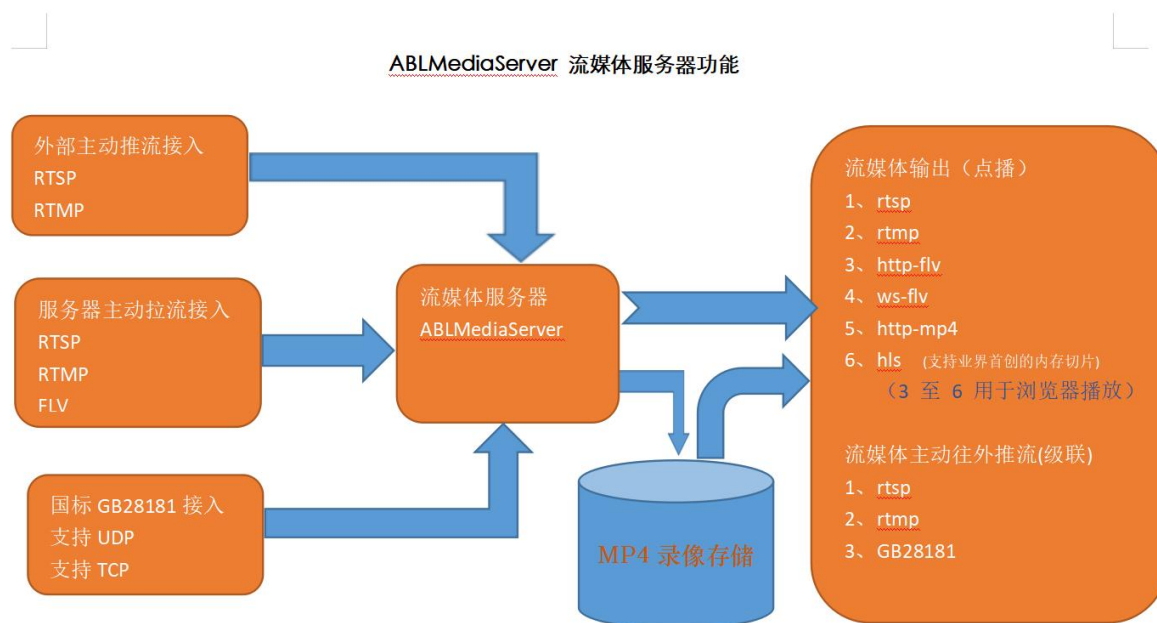 ABLMediaServer 流媒体服务器功能
外部主动推流接入
RTSP
RTMP
服务器主动拉流接入
RTSP
RTMP
FLV
国标 GB28181 接入
支持 UDP
支持 TCP
流媒体服务器
ABLMediaServer
MP4 录像存储
流媒体输出（点播）
1、rtsp
2、rtmp
3、http-flv
4、ws-flv
5、http-mp4
6、hls （支持业界首创的内存切片）
（3 至 6 用于浏览器播放）
流媒体主动往外推流(级联)
1、rtsp
2、rtmp
3、GB28181